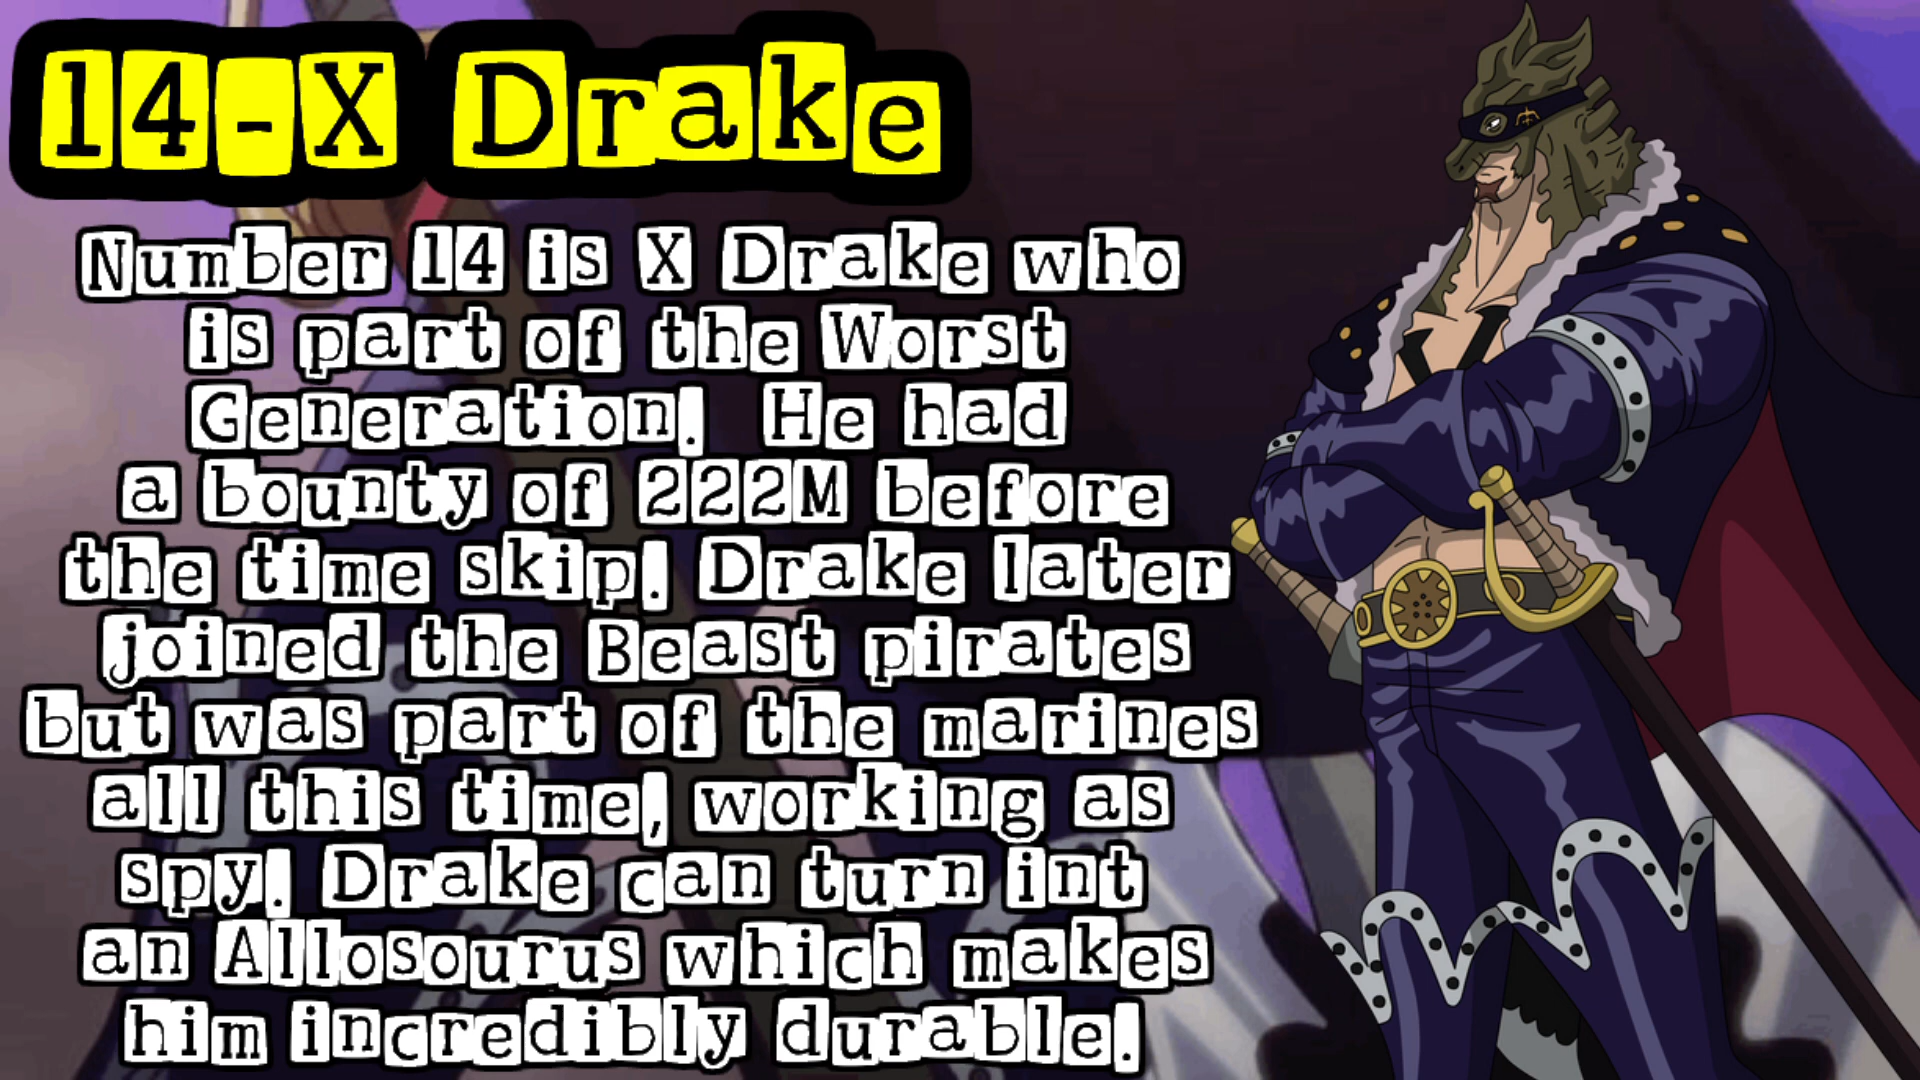 14-X Drake
Number 14 is X Drake who
is part of the Worst
Generation. He had
a bounty of 222M before
the time skip. Drake later
joined the Beast pirates
but was part of the marines
all this time, working as
spy. Drake can turn int
an Allosourus which makes
him incredibly durable.